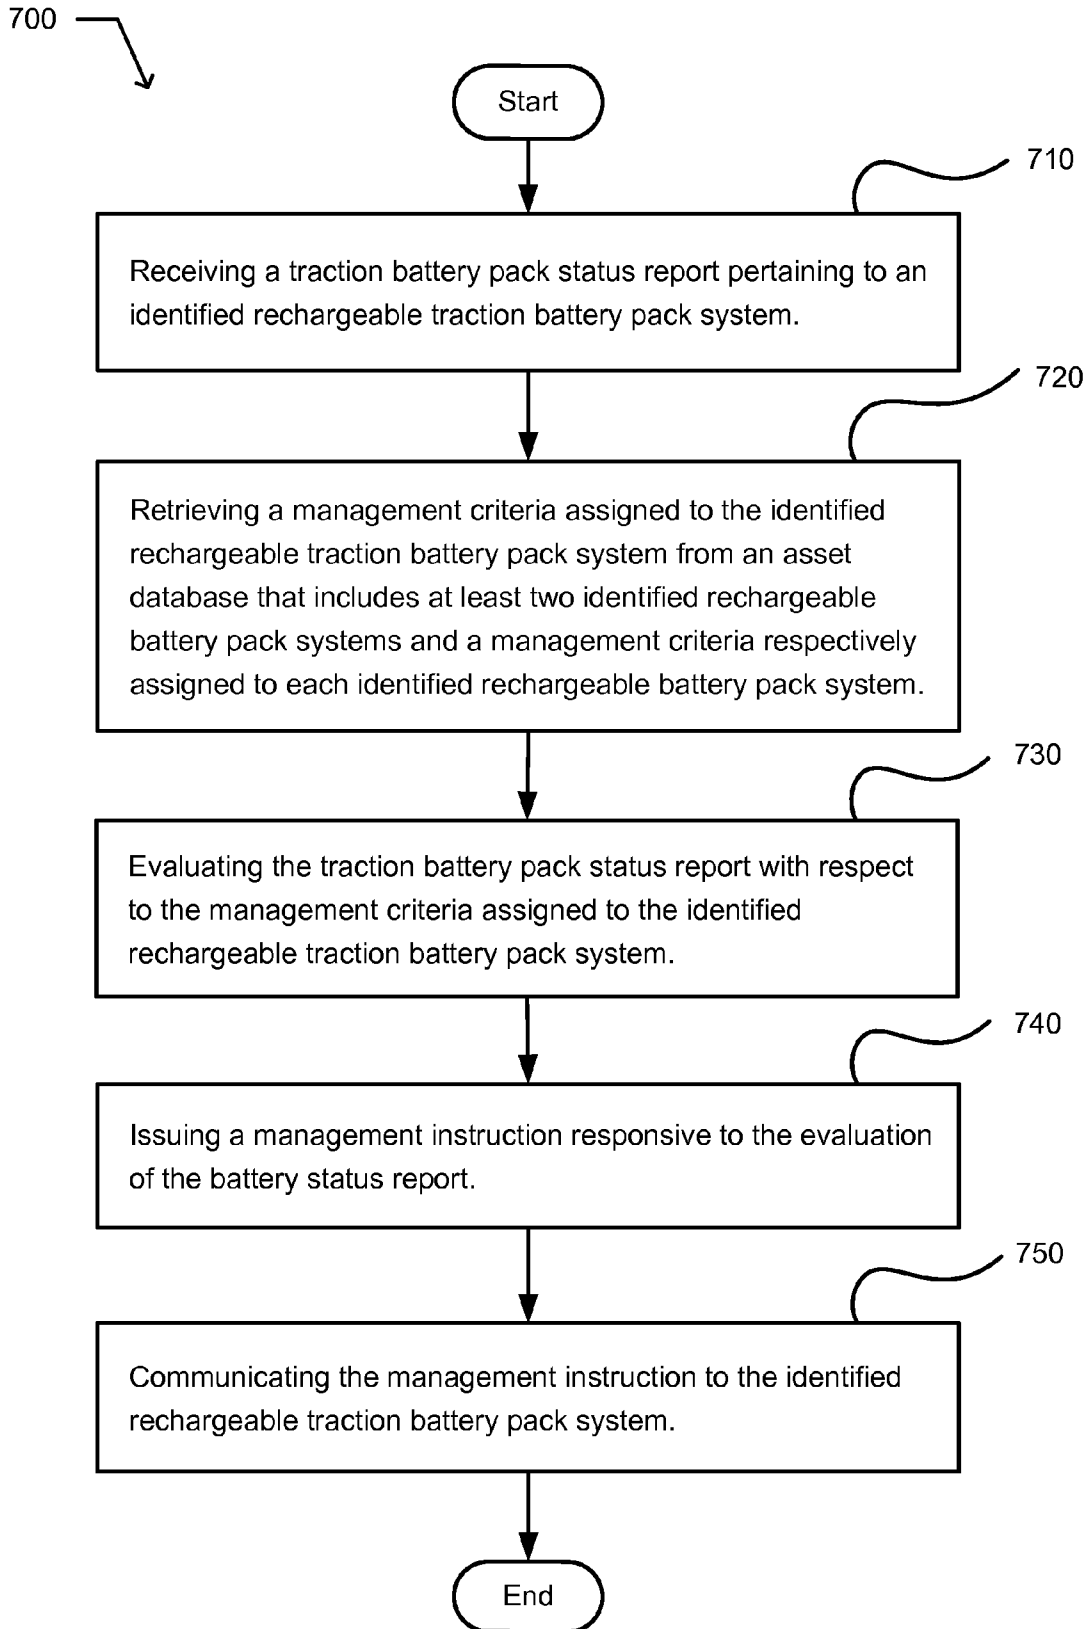 700
Start
710
Receiving a traction battery pack status report pertaining to an
identified rechargeable traction battery pack system.
720
Retrieving a management criteria assigned to the identified
rechargeable traction battery pack system from an asset
database that includes at least two identified rechargeable
battery pack systems and a management criteria respectively
assigned to each identified rechargeable battery pack system.
730
Evaluating the traction battery pack status report with respect
to the management criteria assigned to the identified
rechargeable traction battery pack system.
740
Issuing a management instruction responsive to the evaluation
of the battery status report.
750
Communicating the management instruction to the identified
rechargeable traction battery pack system.
End